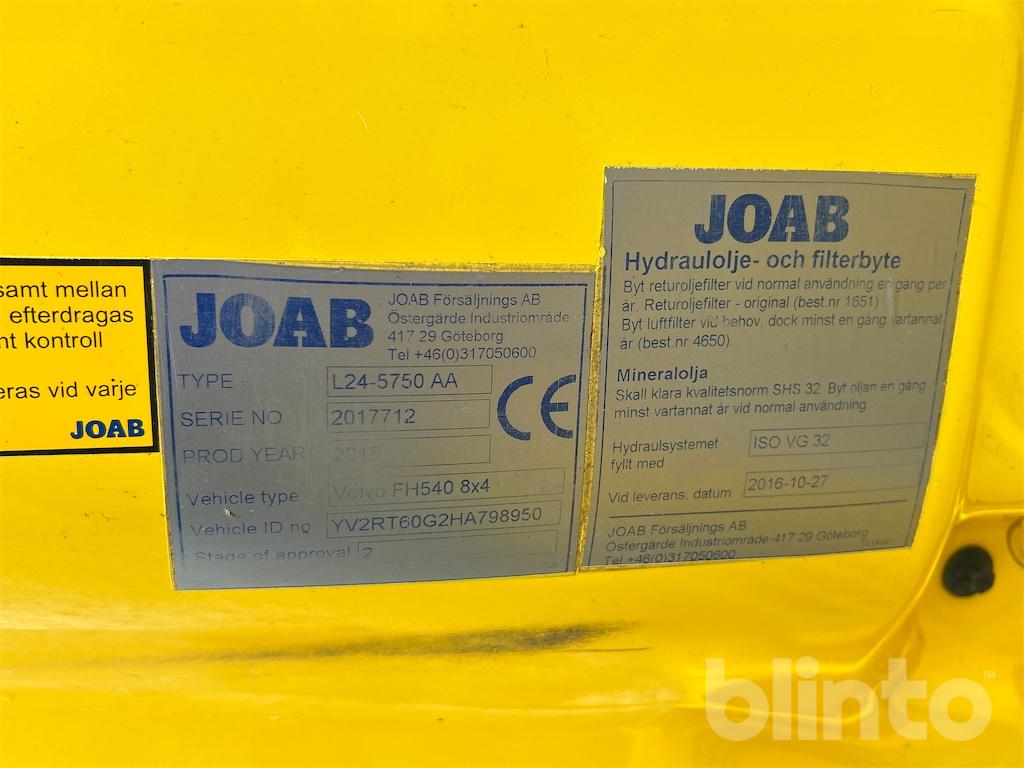 samt mellan
efterdragas
nt kontroll
eras vid varje
JOAB
JOAB
JOAB Försäljnings AB
Östergärde Industriområde
417 29 Göteborg
Tel +46(0)317050600
TYPE L24-5750 AA
SERIE NO 2017712
PROD YEAR 2016
Vehicle type Volvo FH540 8x4
Vehicle ID no YV2RT60G2HA798950
Stage of approval 2
CE
JOAB
Hydraulolje- och filterbyte
Byt returoljefilter vid normal användning en gång per
år. Returoljefilter - original (best.nr 1651)
Byt luftfilter vid behov, dock minst en gång vartannat
år (best.nr 4650).
Mineralolja
Skall klara kvalitetsnorm SHS 32. Byt oljan en gång
minst vartannat år vid normal användning
Hydraulsystemet
fyllt med ISO VG 32
Vid leverans, datum 2016-10-27
JOAB Försäljnings AB
Östergärde Industriområde 417 29 Göteborg
Tel +46(0)317050600
blinto™